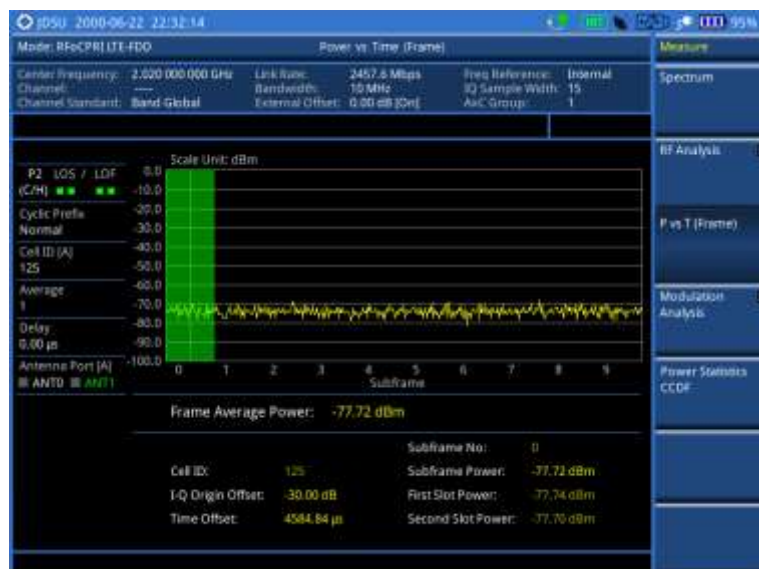 JDSU 2000-06-22 22:32:14
95%
Mode: RFoCPRI LTE-FDD
Power vs Time (Frame)
Measure
Center Frequency: 2.020 000 000 GHz
Link Rate: 2457.6 Mbps
Freq Reference: Internal
Channel: ----
Bandwidth: 10 MHz
IQ Sample Width: 15
Channel Standard: Band Global
External Offset: 0.00 dB [On]
AxC Group: 1
Spectrum
RF Analysis
P vs T (Frame)
Modulation
Analysis
Power Statistics
CCDF
Scale Unit: dBm
P2 LOS / LOF
(C/H)
Cyclic Prefix
Normal
Cell ID [A]
125
Average
1
Delay
0.00 µs
Antenna Port [A]
ANT0 ANT1
0.0
-10.0
-20.0
-30.0
-40.0
-50.0
-60.0
-70.0
-80.0
-90.0
-100.0
0 1 2 3 4 5 6 7 8 9
Subframe
Frame Average Power: -77.72 dBm
Subframe No: 0
Cell ID: 125
Subframe Power: -77.72 dBm
I-Q Origin Offset: -30.00 dB
First Slot Power: -77.74 dBm
Time Offset: 4584.84 µs
Second Slot Power: -77.70 dBm